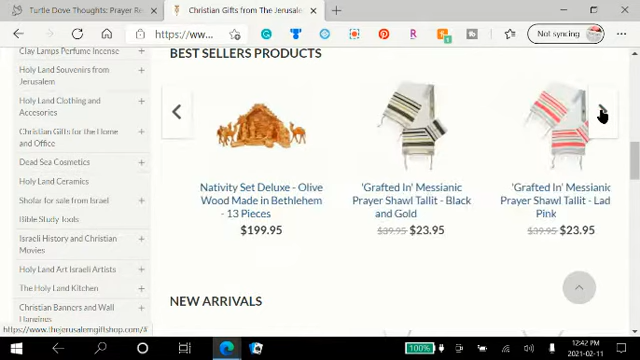 Turtle Dove Thoughts: Prayer Re
Christian Gifts from The Jerusale
https://ww...
Not syncing
Clay Lamps Perfume Incense
Holy Land Souvenirs from
Jerusalem
Holy Land Clothing and
Accesories
Christian Gifts for the Home
and Office
Dead Sea Cosmetics
Holy Land Ceramics
Shofar for sale from Israel
Bible Study Tools
Israeli History and Christian
Movies
Holy Land Art Israeli Artists
The Holy Land Kitchen
Christian Banners and Wall
Hangings
BEST SELLERS PRODUCTS
Nativity Set Deluxe - Olive
Wood Made in Bethlehem
- 13 Pieces
$199.95
'Grafted In' Messianic
Prayer Shawl Tallit - Black
and Gold
$39.95 $23.95
'Grafted In' Messianic
Prayer Shawl Tallit - Lad
Pink
$39.95 $23.95
NEW ARRIVALS
https://www.thejerusalemgiftshop.com/#
100%
12:42 PM
2021-02-11